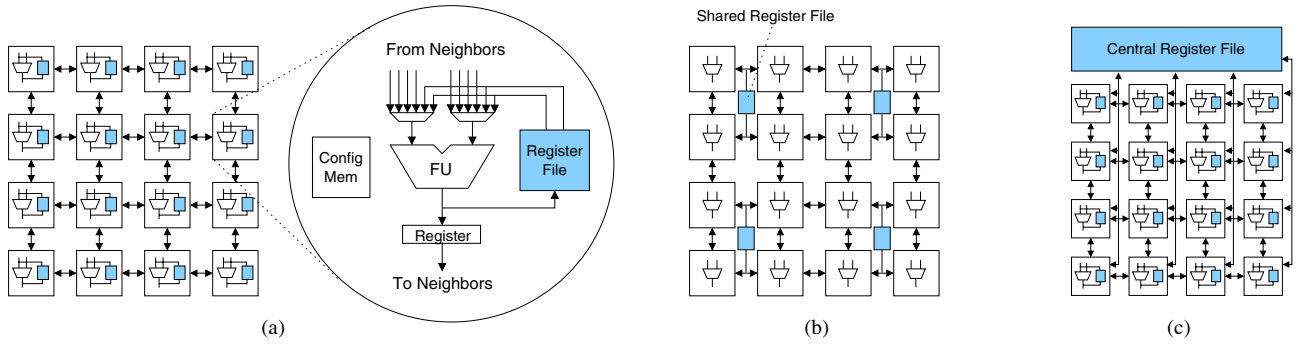 From Neighbors
Config
Mem
FU
Register
File
Register
To Neighbors
(a)
Shared Register File
(b)
Central Register File
(c)